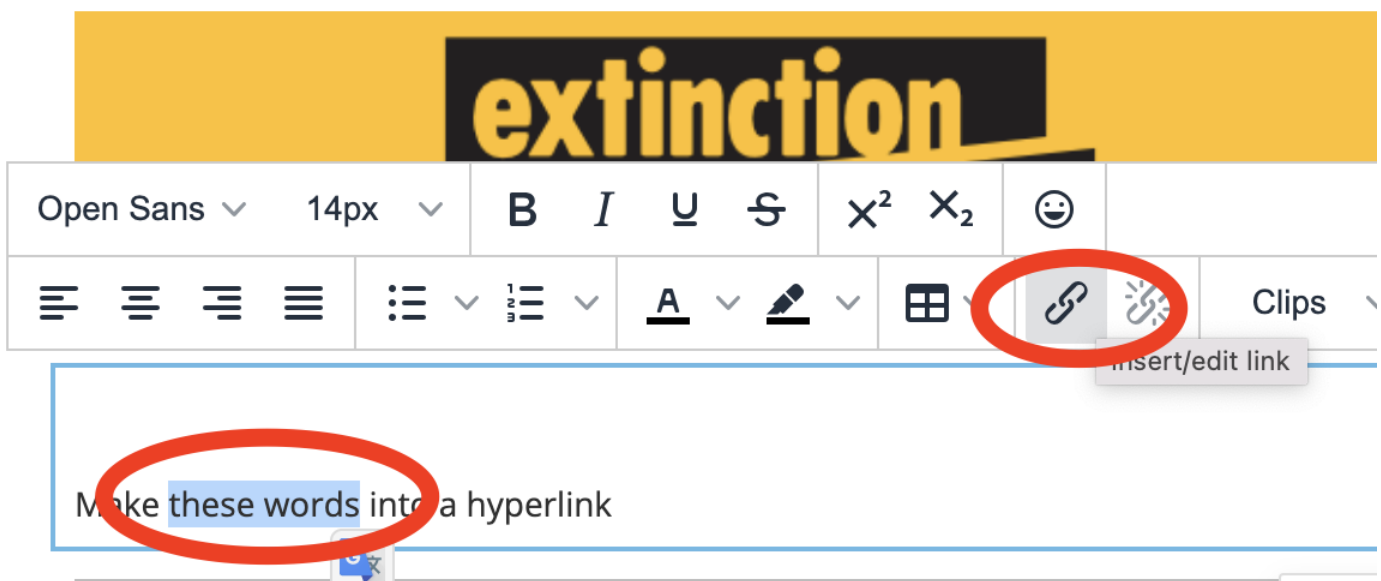 extinction
Open Sans 14px B I U S X² X₂
A Clips
Insert/edit link
Make these words into a hyperlink